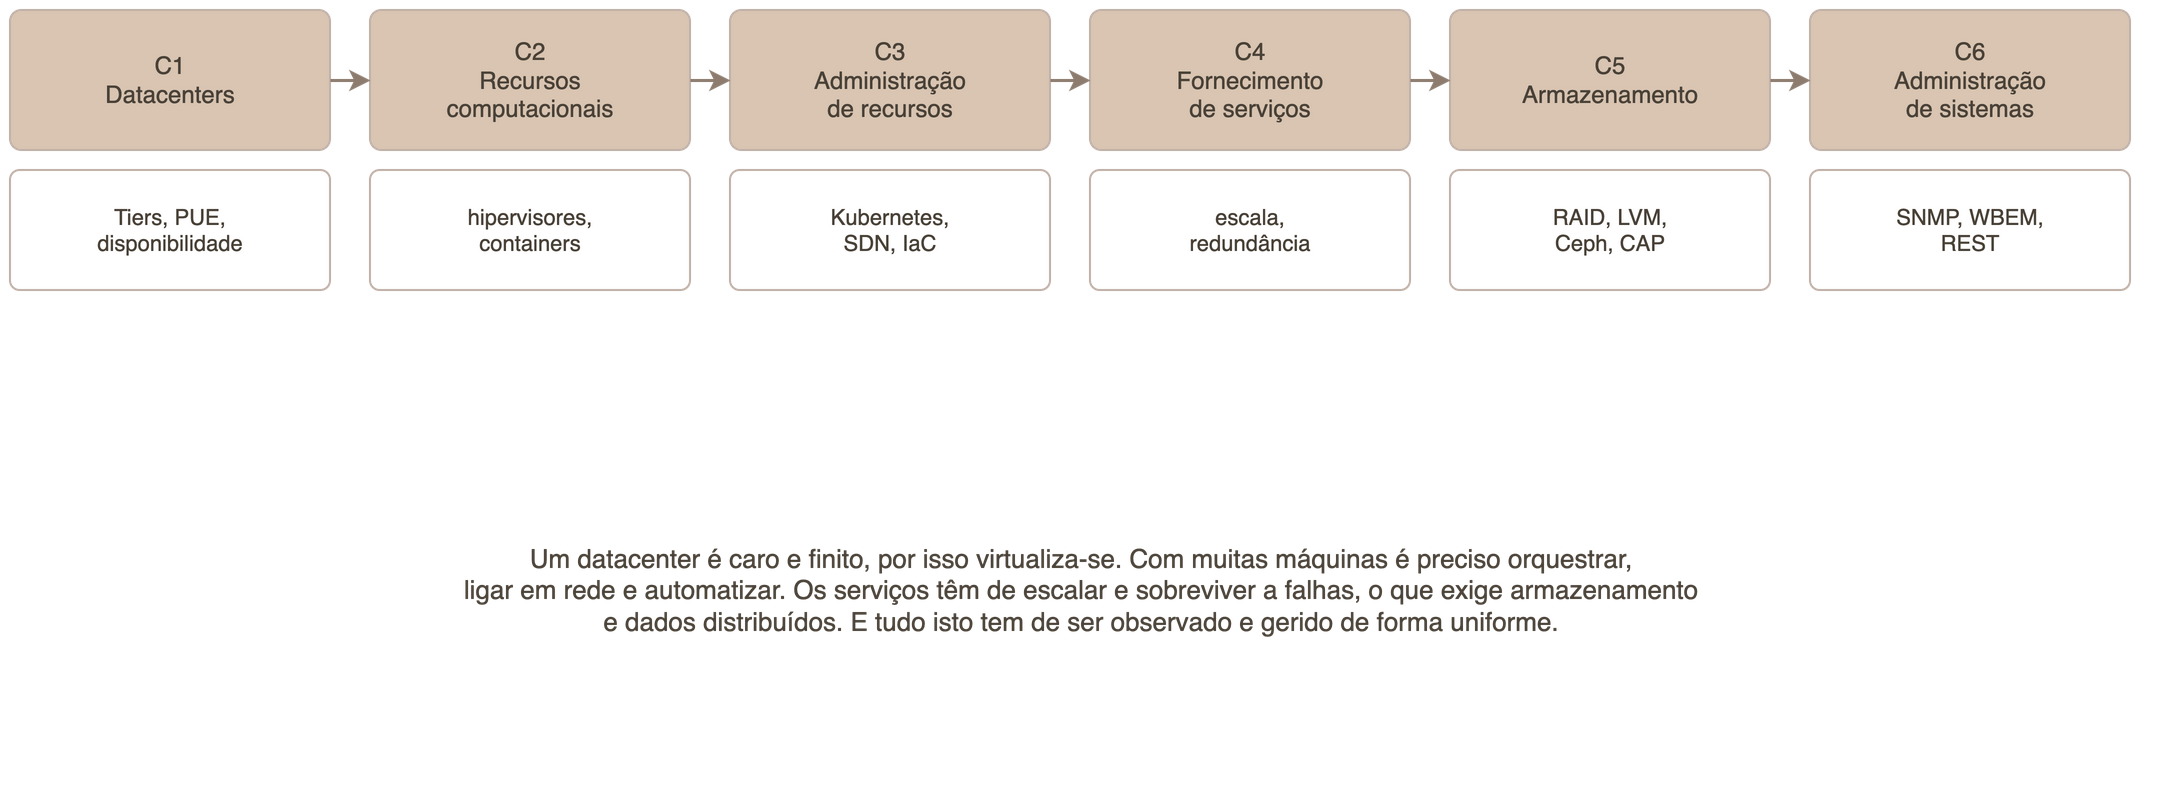 C1
Datacenters
C2
Recursos
computacionais
C3
Administração
de recursos
C4
Fornecimento
de serviços
C5
Armazenamento
C6
Administração
de sistemas
Tiers, PUE,
disponibilidade
hipervisores,
containers
Kubernetes,
SDN, IaC
escala,
redundância
RAID, LVM,
Ceph, CAP
SNMP, WBEM,
REST
Um datacenter é caro e finito, por isso virtualiza-se. Com muitas máquinas é preciso orquestrar,
ligar em rede e automatizar. Os serviços têm de escalar e sobreviver a falhas, o que exige armazenamento
e dados distribuídos. E tudo isto tem de ser observado e gerido de forma uniforme.